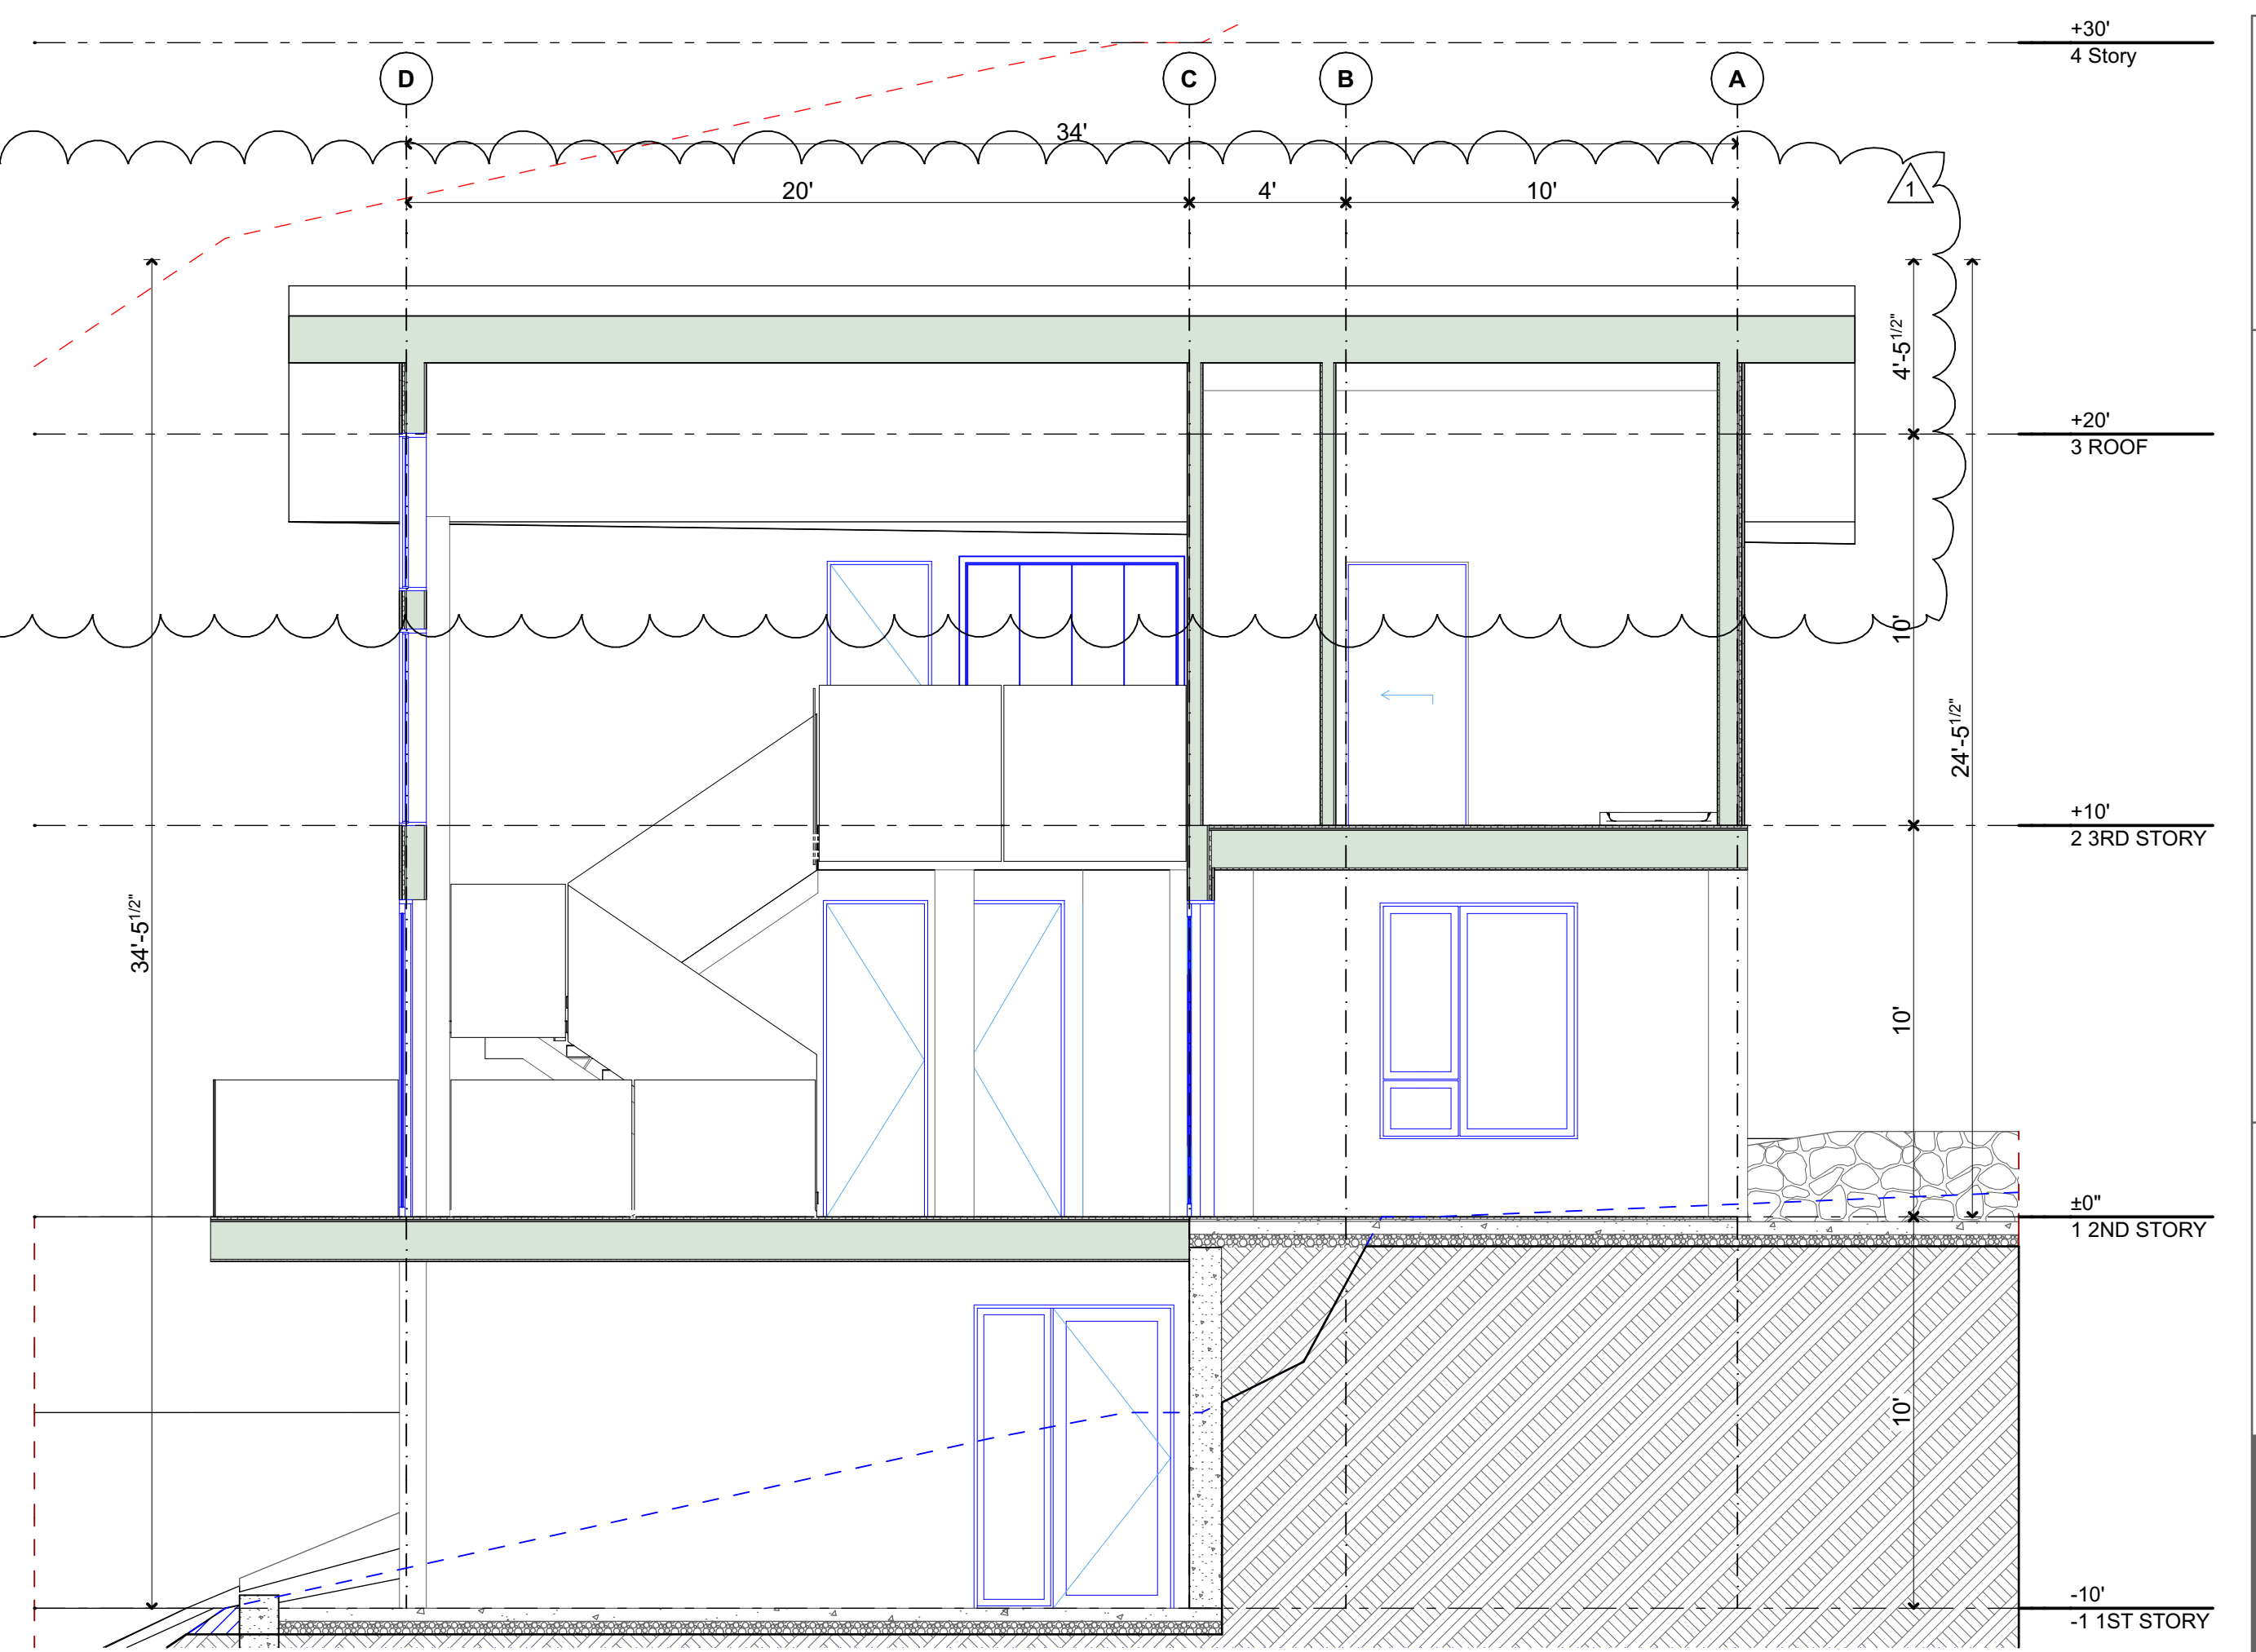 +30'
4 Story
D
C
B
A
34'
20'
4'
10'
1
4'-5 1/2"
+20'
3 ROOF
10'
24'-5 1/2"
+10'
2 3RD STORY
34'-5 1/2"
10'
±0"
1 2ND STORY
10'
-10'
-1 1ST STORY